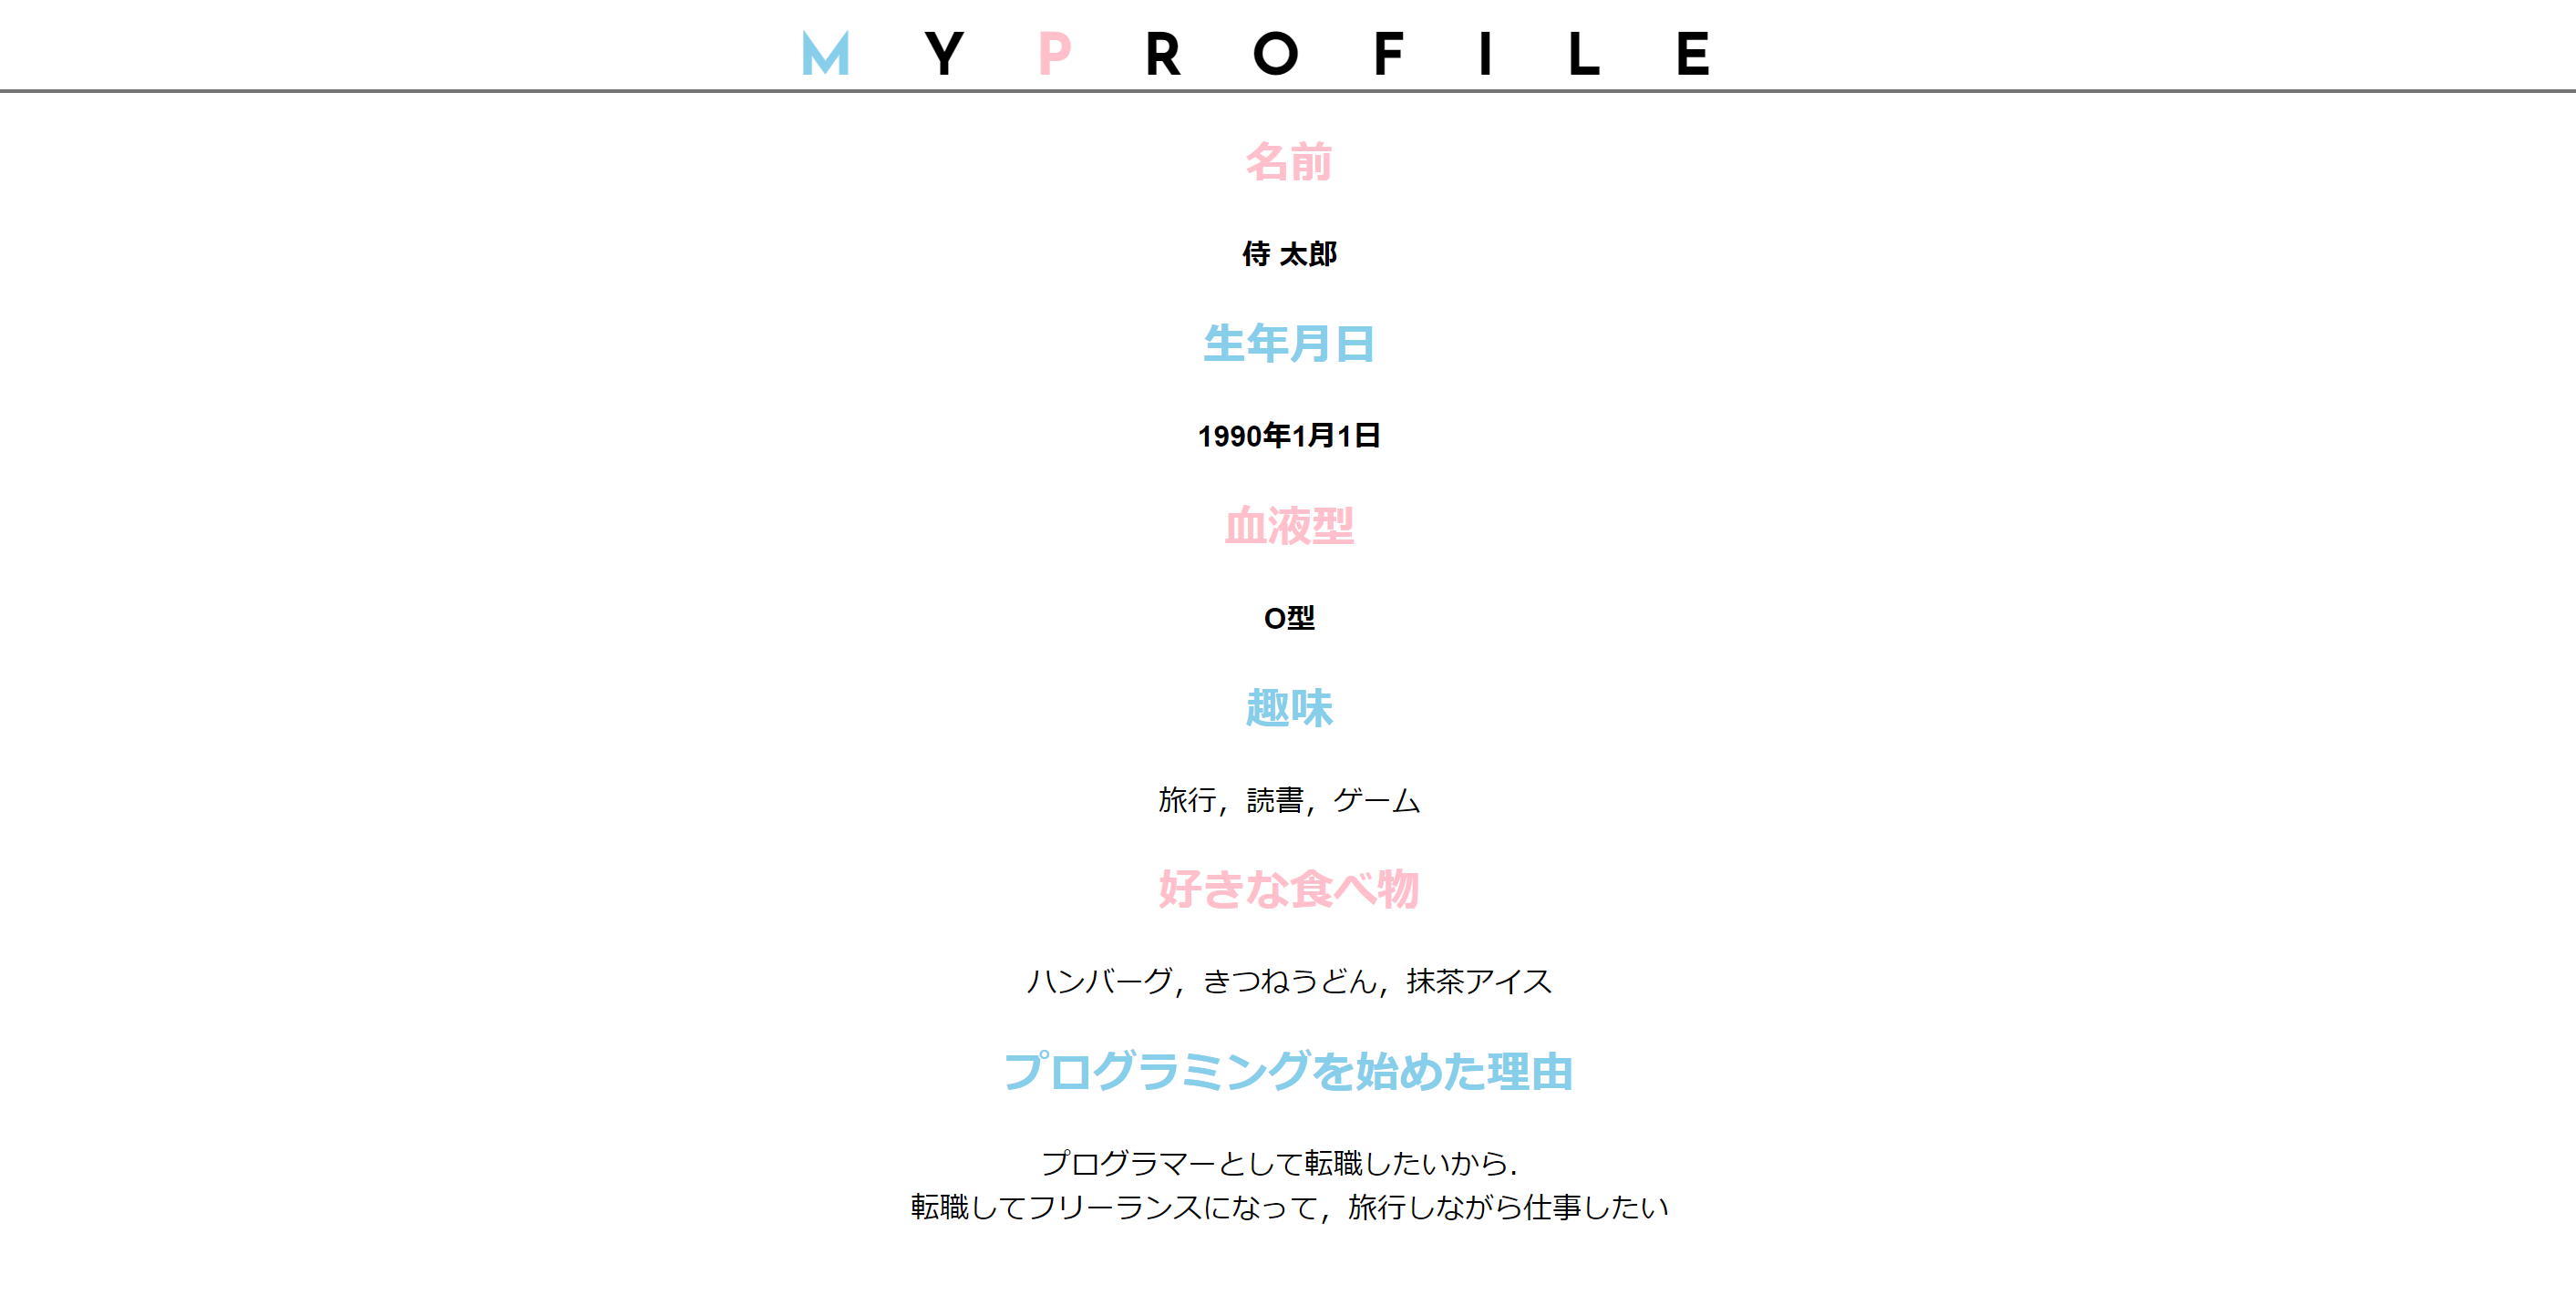 MY PROFILE
名前
侍 太郎
生年月日
1990年1月1日
血液型
O型
趣味
旅行，読書，ゲーム
好きな食べ物
ハンバーグ，きつねうどん，抹茶アイス
プログラミングを始めた理由
プログラマーとして転職したいから．
転職してフリーランスになって，旅行しながら仕事したい